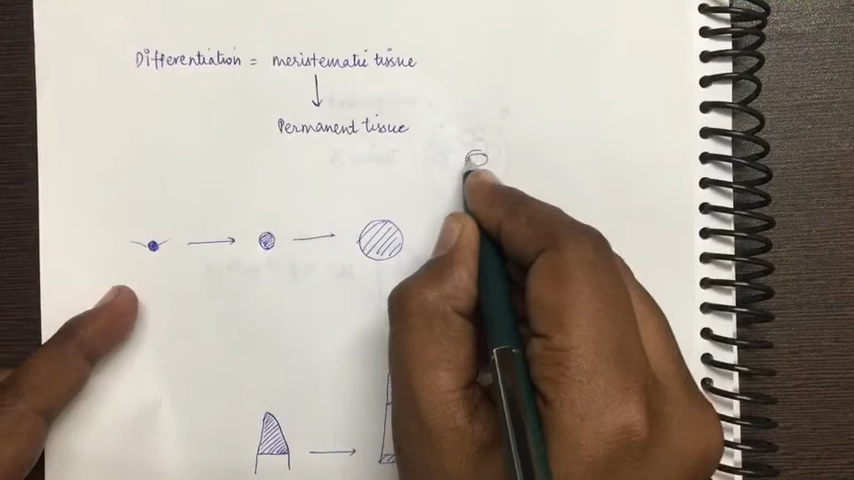 Differentiation = meristematic tissue
Permanent tissue